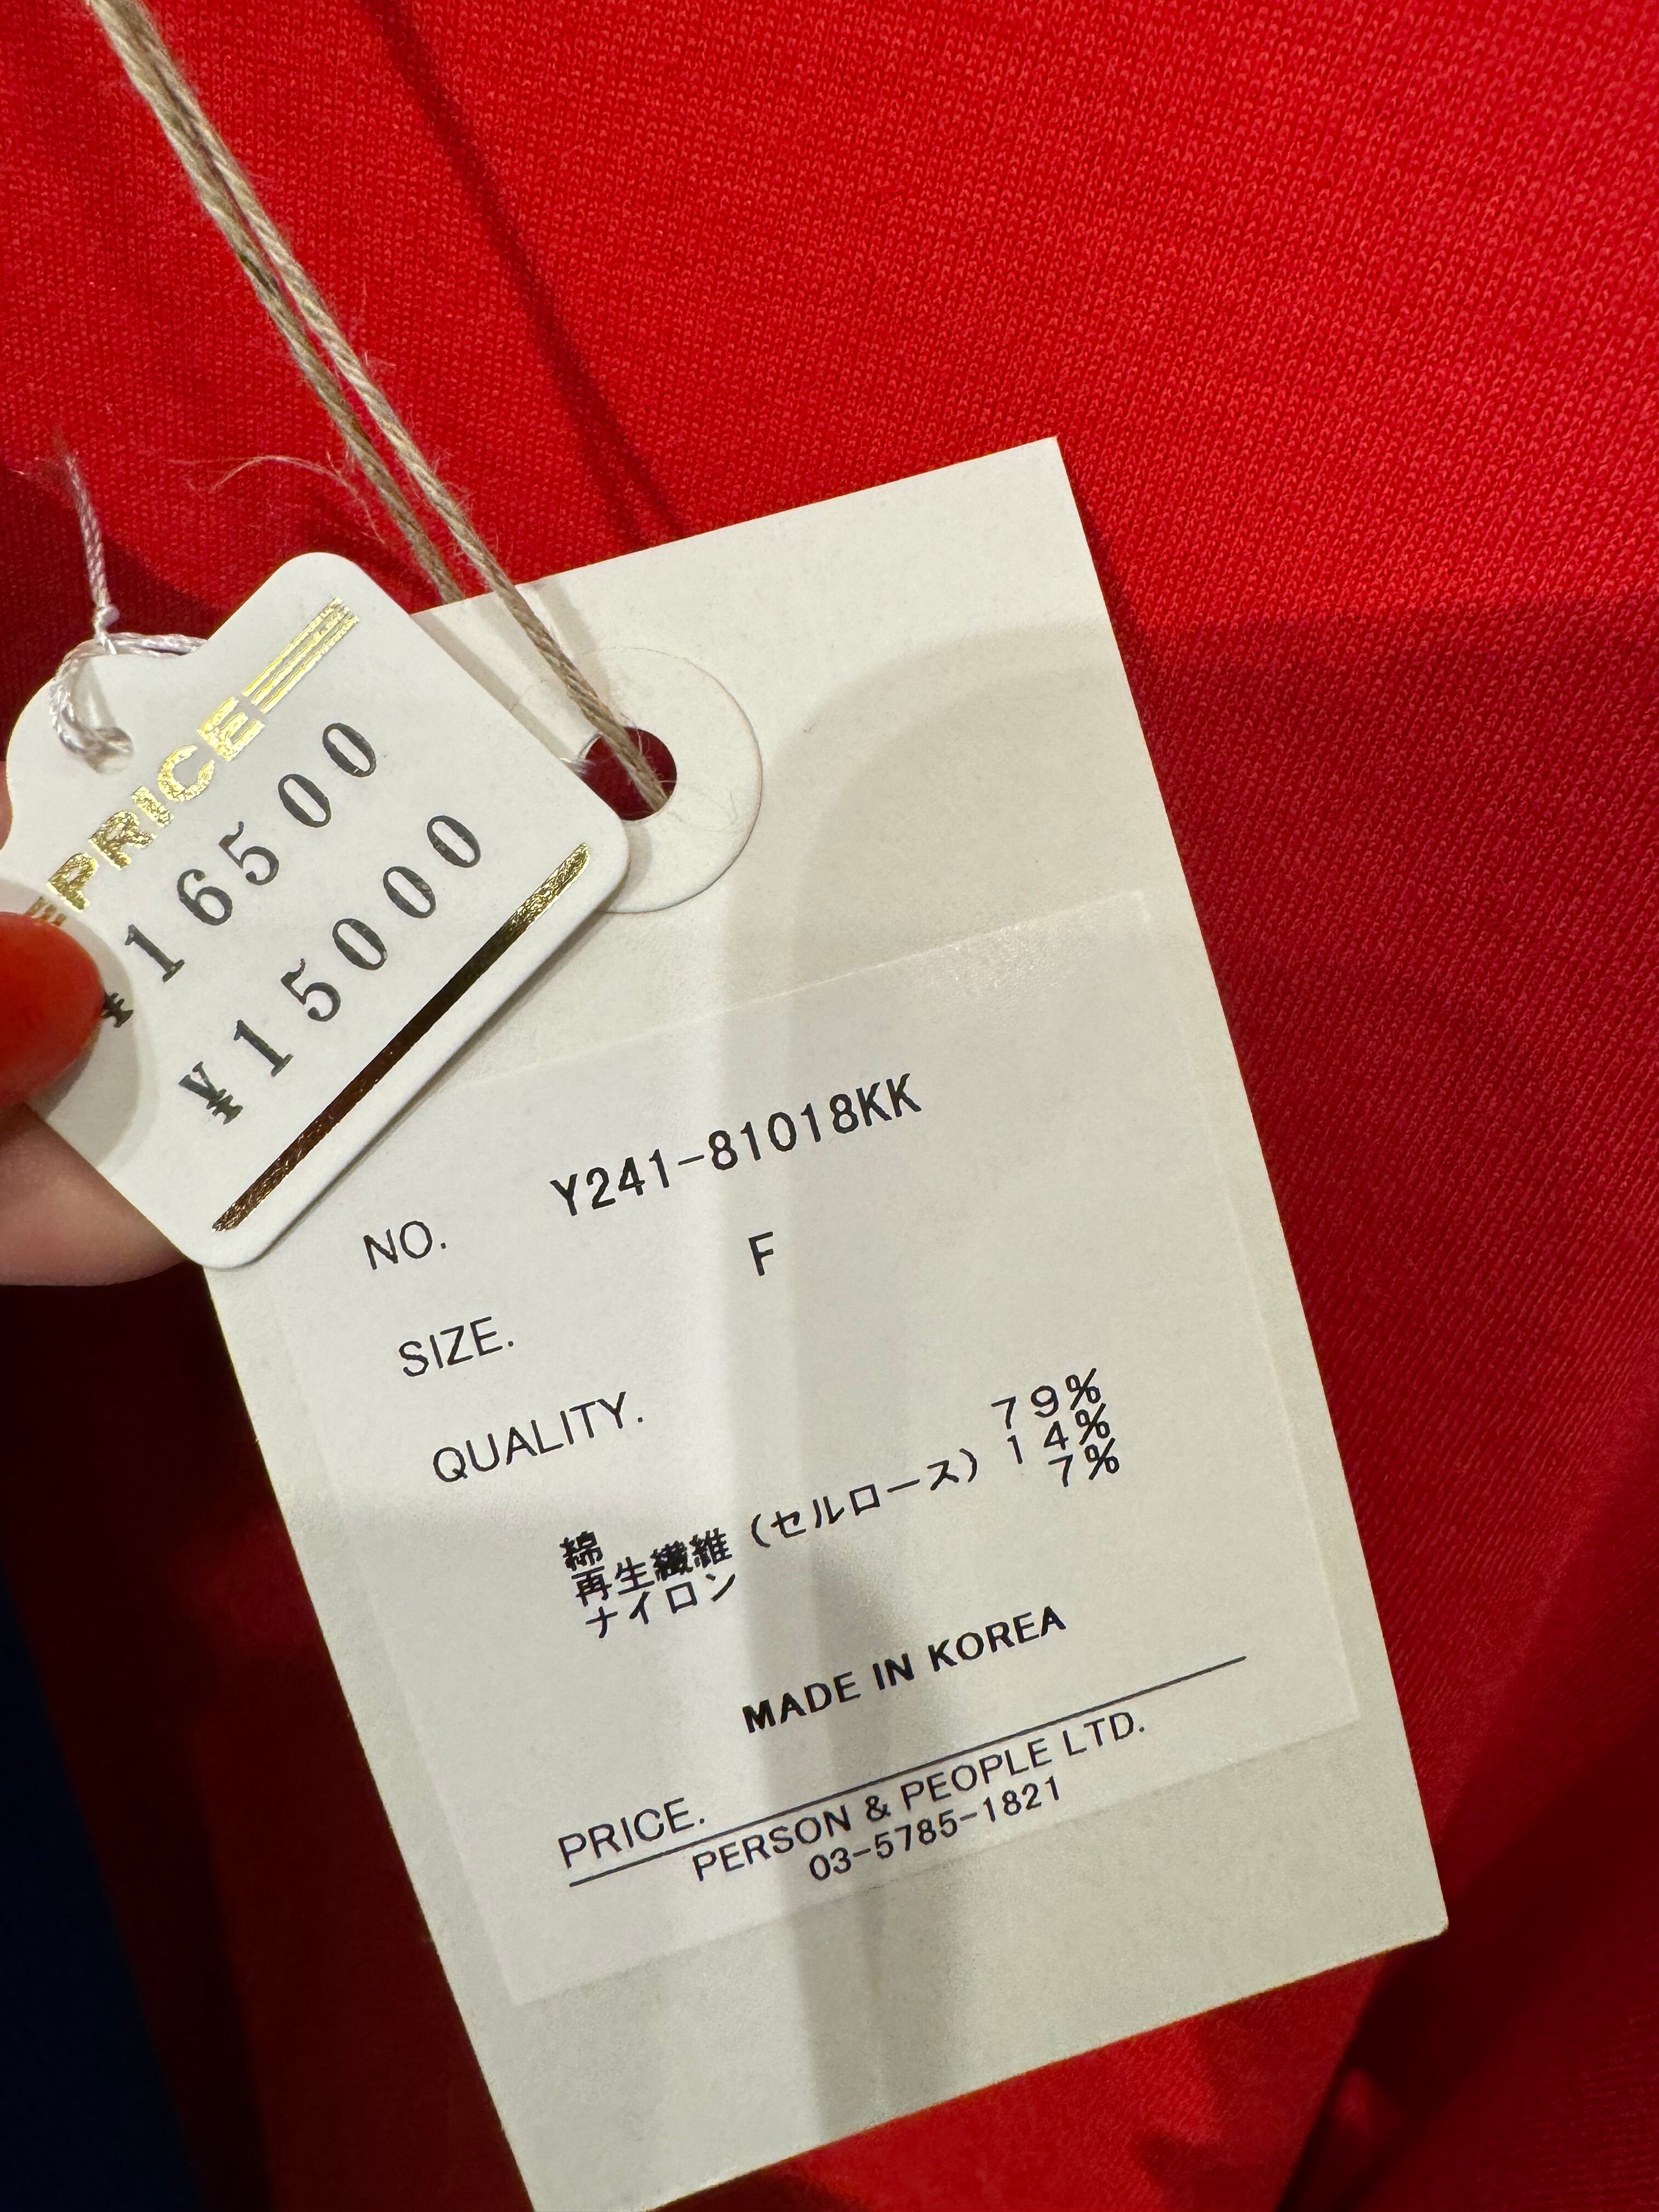 PRICE
¥16500
¥15000
NO. Y241-81018KK
SIZE. F
QUALITY.
綿 79%
再生繊維（セルロース）14%
ナイロン 7%
MADE IN KOREA
PRICE.
PERSON & PEOPLE LTD.
03-5785-1821